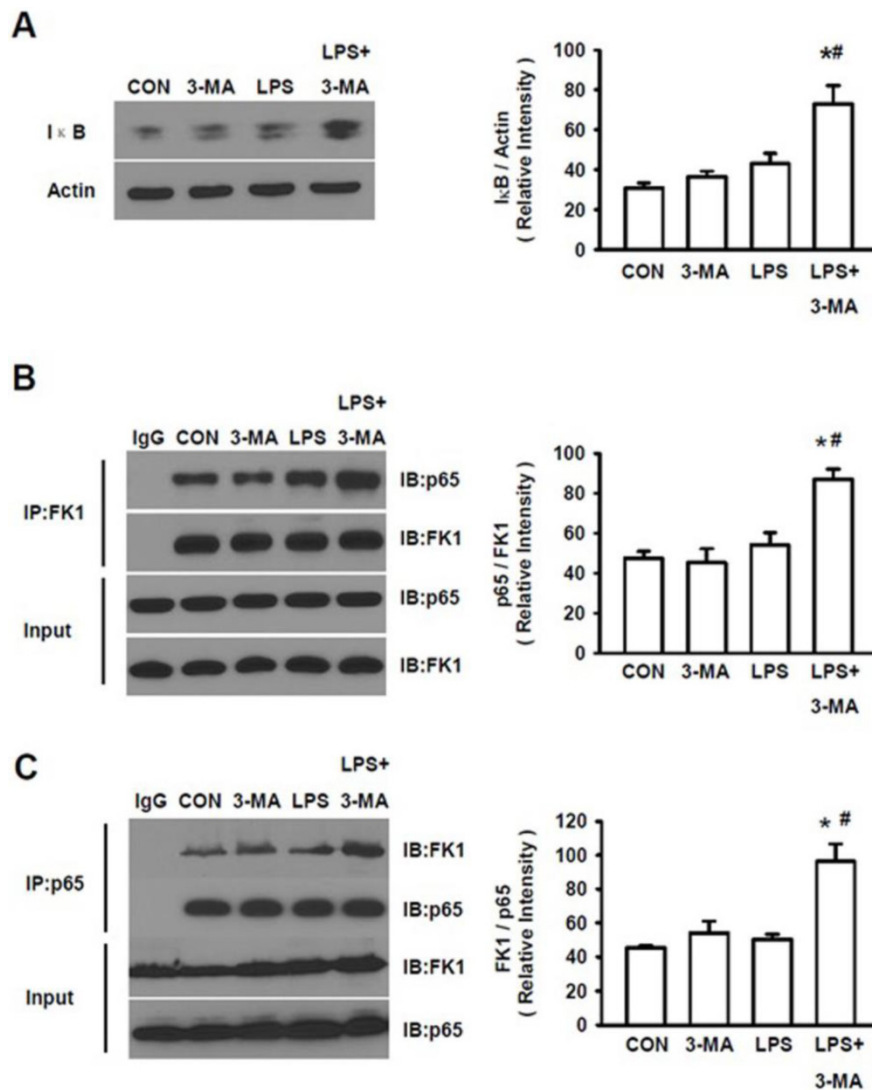 A
LPS+
CON 3-MA LPS 3-MA
IκB
Actin
IκB / Actin
( Relative Intensity )
100
80
60
40
20
0
*#
CON 3-MA LPS LPS+
3-MA
B
LPS+
IgG CON 3-MA LPS 3-MA
IP:FK1
IB:p65
IB:FK1
Input
IB:p65
IB:FK1
p65 / FK1
( Relative Intensity )
100
80
60
40
20
0
*#
CON 3-MA LPS LPS+
3-MA
C
LPS+
IgG CON 3-MA LPS 3-MA
IP:p65
IB:FK1
IB:p65
Input
IB:FK1
IB:p65
FK1 / p65
( Relative Intensity )
120
100
80
60
40
20
0
* #
CON 3-MA LPS LPS+
3-MA